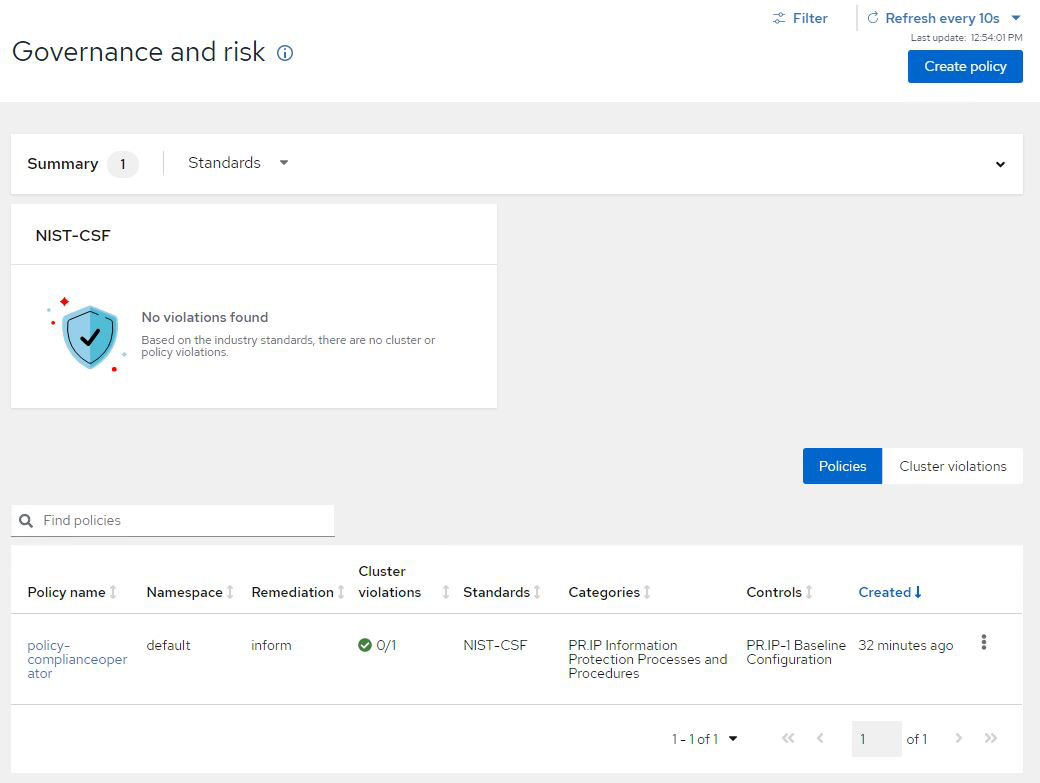 Filter
Refresh every 10s
Last update: 12:54:01 PM
Governance and risk
Create policy
Summary 1 Standards
NIST-CSF
No violations found
Based on the industry standards, there are no cluster or
policy violations.
Policies Cluster violations
Find policies
Policy name Namespace Remediation Cluster violations Standards Categories Controls Created
policy-
complianceoper
ator
default
inform
0/1
NIST-CSF
PR.IP Information
Protection Processes and
Procedures
PR.IP-1 Baseline
Configuration
32 minutes ago
1 - 1 of 1
1 of 1